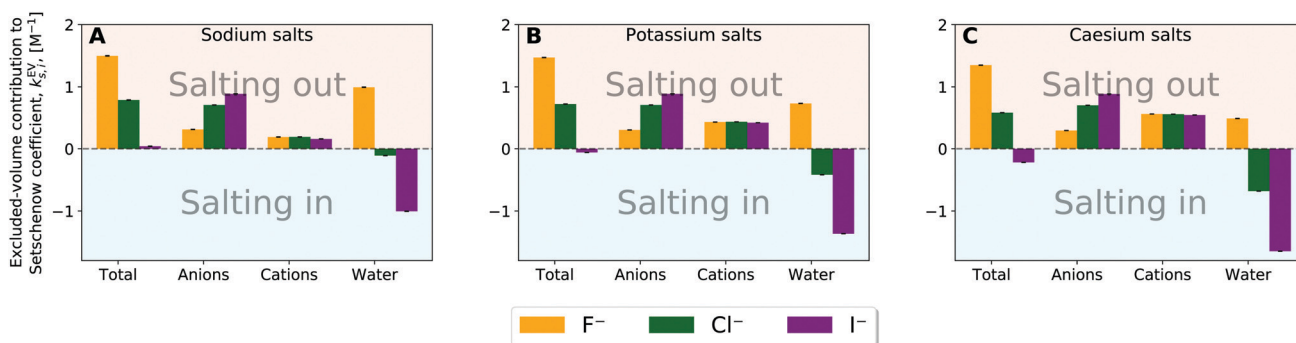 Excluded-volume contribution to
Setschenow coefficient, k_{s,i}^{EV}, [M⁻¹]
A
Sodium salts
2
1
0
−1
Salting out
Salting in
Total Anions Cations Water
B
Potassium salts
2
1
0
−1
Salting out
Salting in
Total Anions Cations Water
C
Caesium salts
2
1
0
−1
Salting out
Salting in
Total Anions Cations Water
F⁻ Cl⁻ I⁻